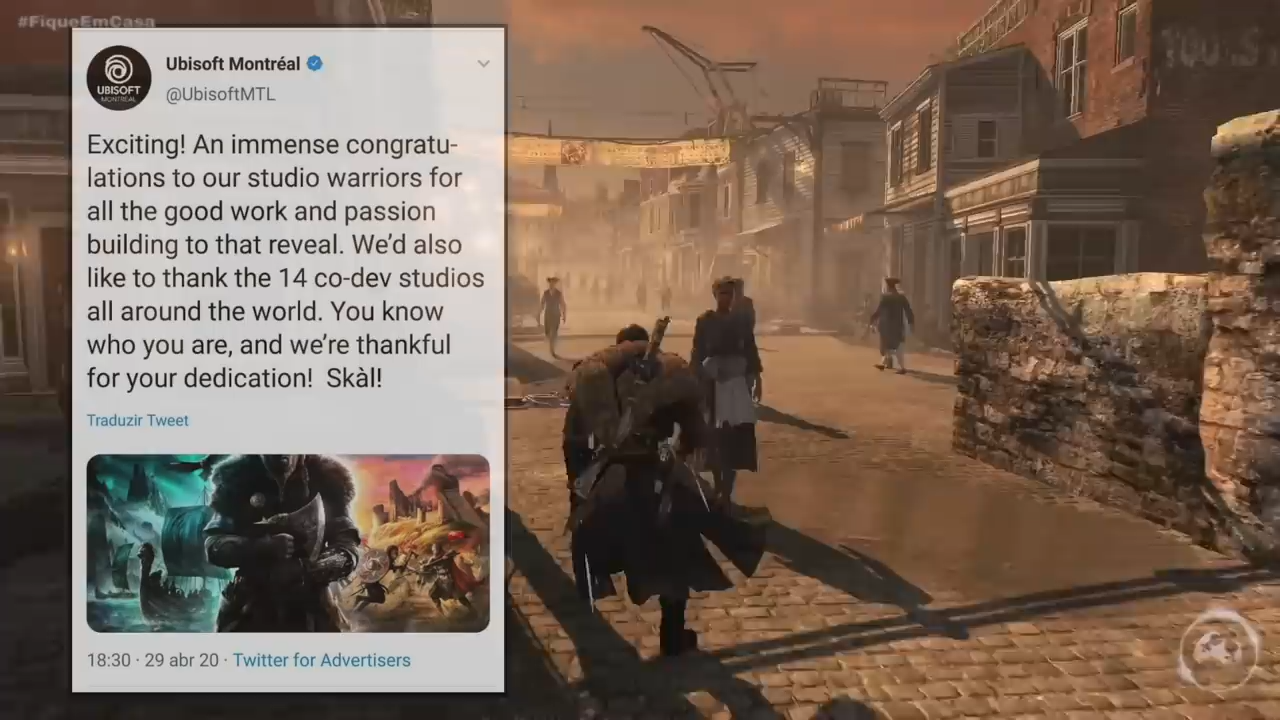 #FiqueEmCasa
Ubisoft Montréal
@UbisoftMTL
UBISOFT
MONTRÉAL
Exciting! An immense congratu-
lations to our studio warriors for
all the good work and passion
building to that reveal. We’d also
like to thank the 14 co-dev studios
all around the world. You know
who you are, and we’re thankful
for your dedication!  Skàl!
Traduzir Tweet
18:30 · 29 abr 20 · Twitter for Advertisers